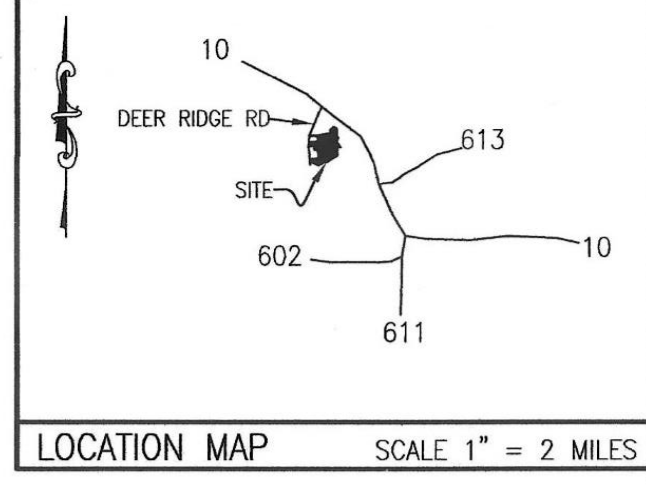 10
DEER RIDGE RD
613
SITE
602
10
611
LOCATION MAP SCALE 1" = 2 MILES